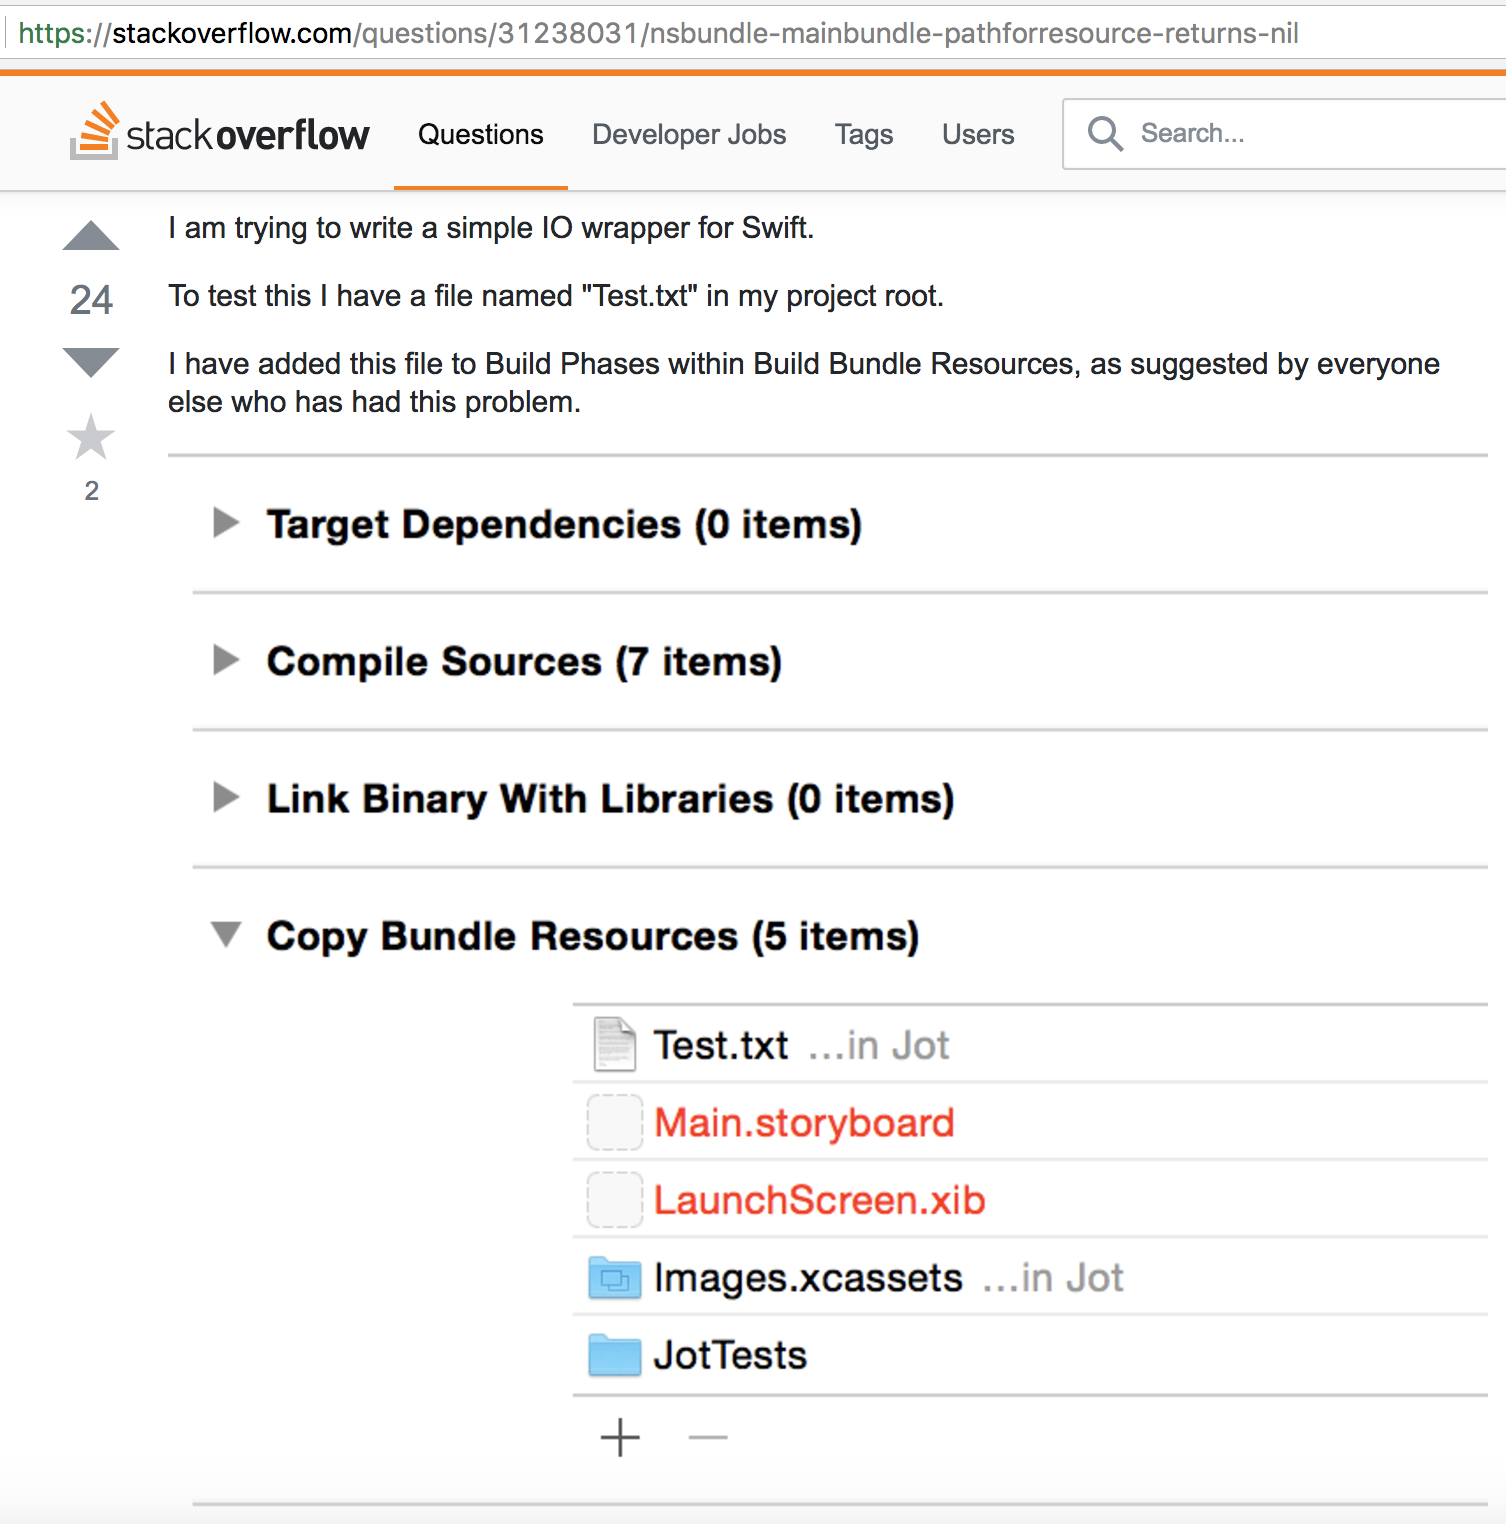 https://stackoverflow.com/questions/31238031/nsbundle-mainbundle-pathforresource-returns-nil
stackoverflow Questions Developer Jobs Tags Users Search...
I am trying to write a simple IO wrapper for Swift.
24
To test this I have a file named "Test.txt" in my project root.
I have added this file to Build Phases within Build Bundle Resources, as suggested by everyone
else who has had this problem.
2
Target Dependencies (0 items)
Compile Sources (7 items)
Link Binary With Libraries (0 items)
Copy Bundle Resources (5 items)
Test.txt ...in Jot
Main.storyboard
LaunchScreen.xib
Images.xcassets ...in Jot
JotTests